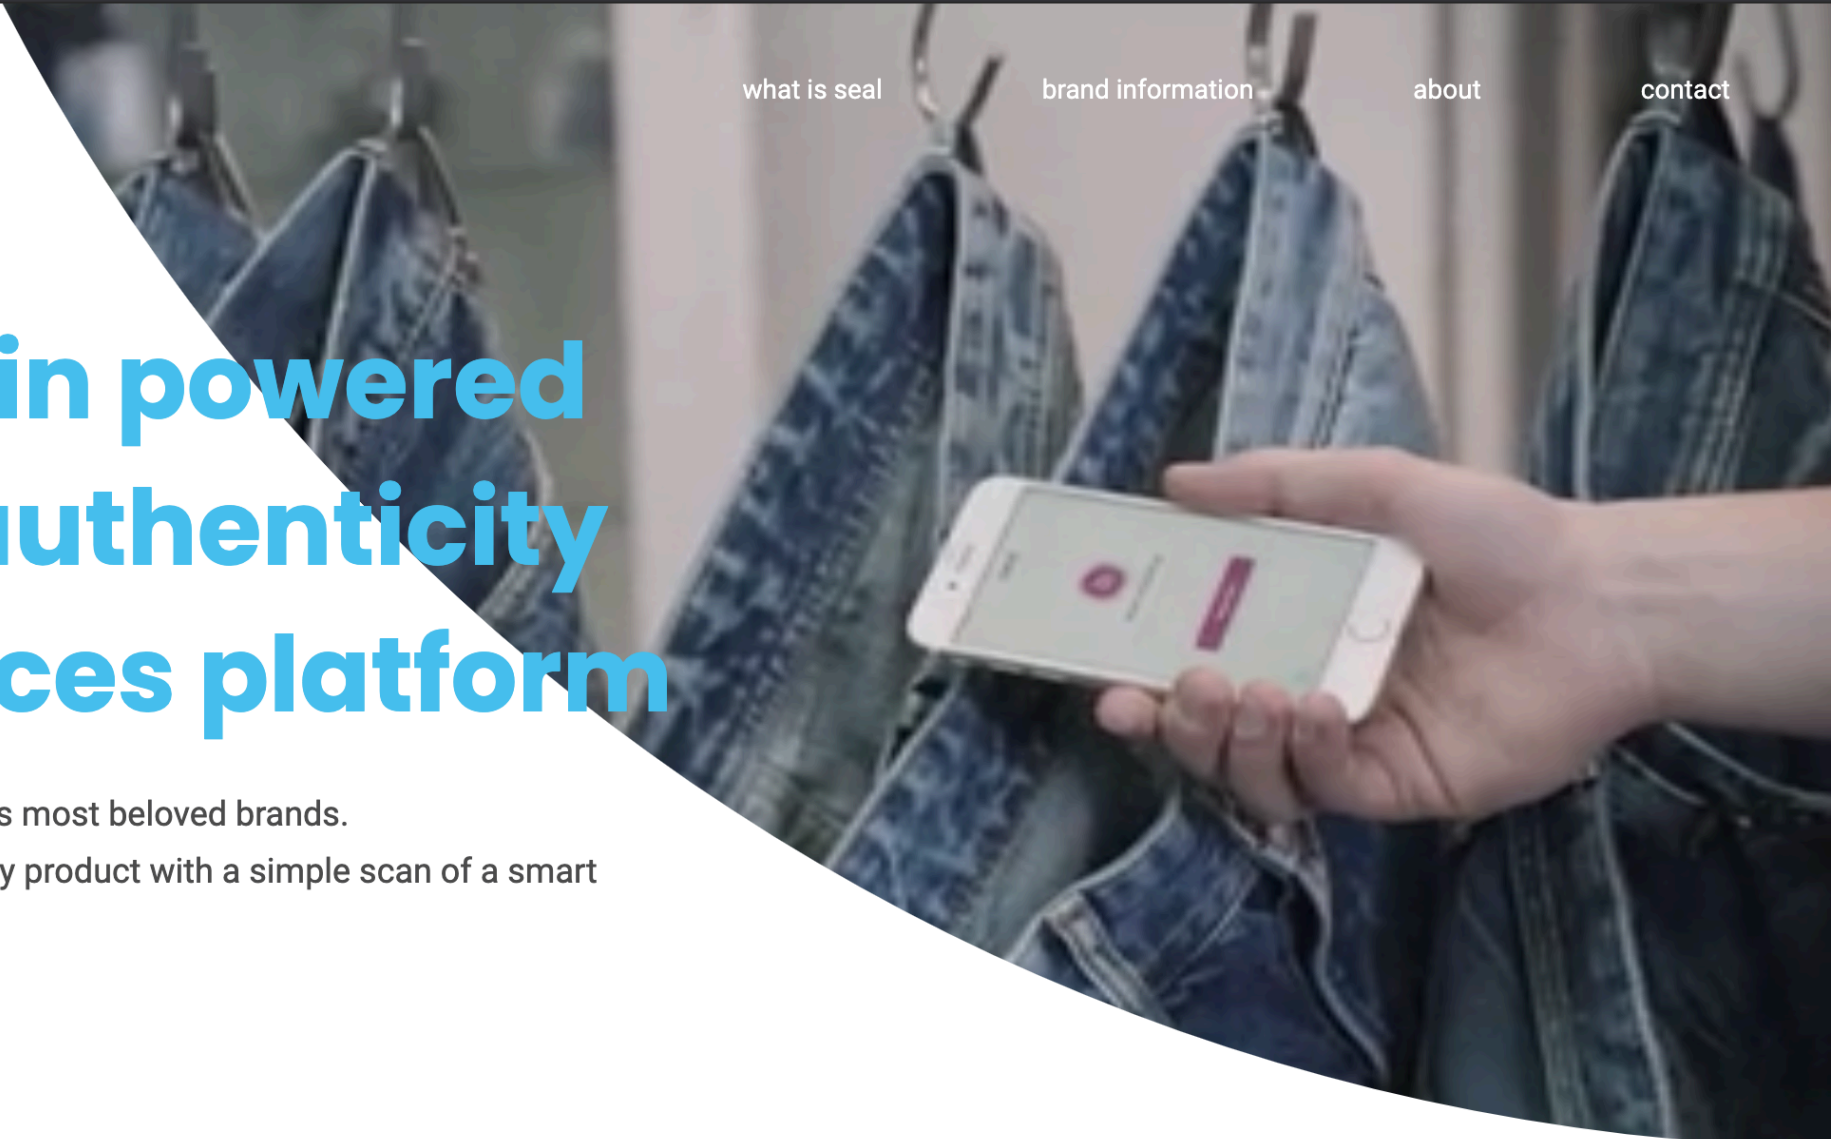 what is seal brand information about contact
in powered
authenticity
ces platform
s most beloved brands.
y product with a simple scan of a smart